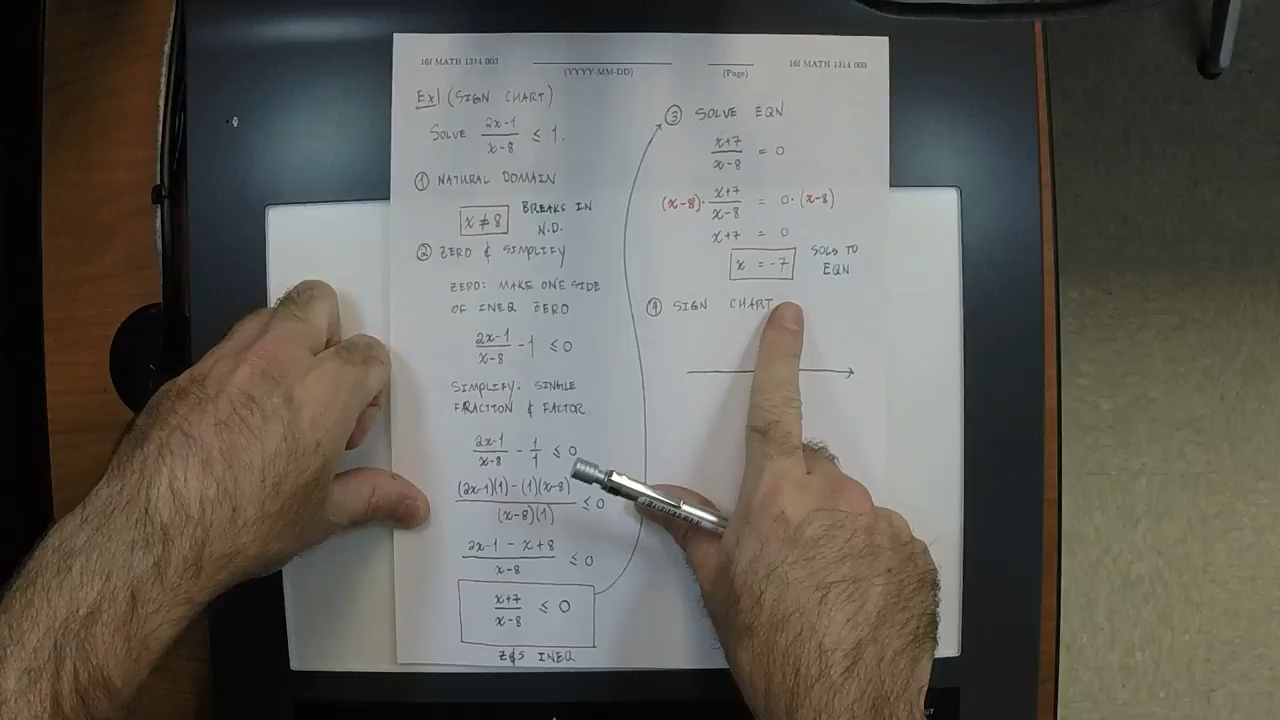 16f MATH 1314 003
(YYYY-MM-DD)
(Page)
16f MATH 1314 003
Ex) (SIGN CHART)
SOLVE (2x-1)/(x-8) ≤ 1.
① NATURAL DOMAIN
x ≠ 8 BREAKS IN
N.D.
② ZERO & SIMPLIFY
ZERO: MAKE ONE SIDE
OF INEQ ZERO
(2x-1)/(x-8) - 1 ≤ 0
SIMPLIFY: SINGLE
FRACTION & FACTOR
(2x-1)/(x-8) - 1/1 ≤ 0
((2x-1)(1) - (1)(x-8))/((x-8)(1)) ≤ 0
(2x-1 - x+8)/(x-8) ≤ 0
(x+7)/(x-8) ≤ 0
Z&S INEQ
③ SOLVE EQN
(x+7)/(x-8) = 0
(x-8)· (x+7)/(x-8) = 0·(x-8)
x+7 = 0
x = -7 SOLS TO
EQN
④ SIGN CHART